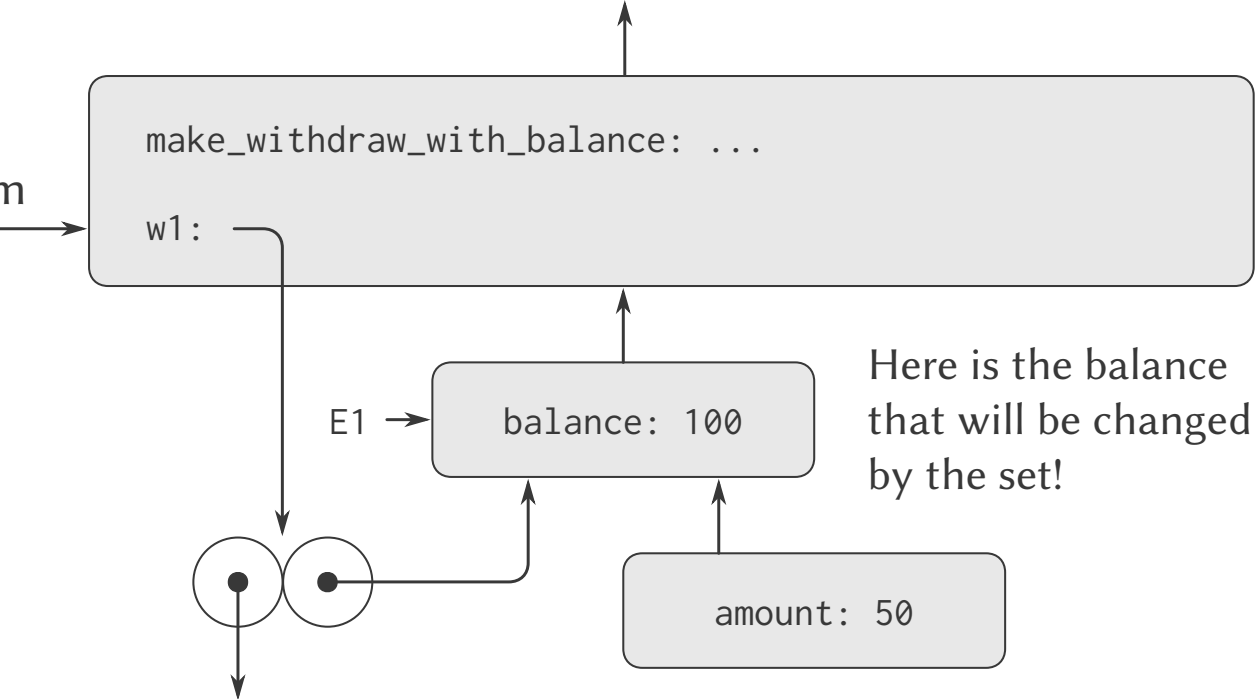 make_withdraw_with_balance: ...
m
w1:
Here is the balance
that will be changed
by the set!
E1
balance: 100
amount: 50